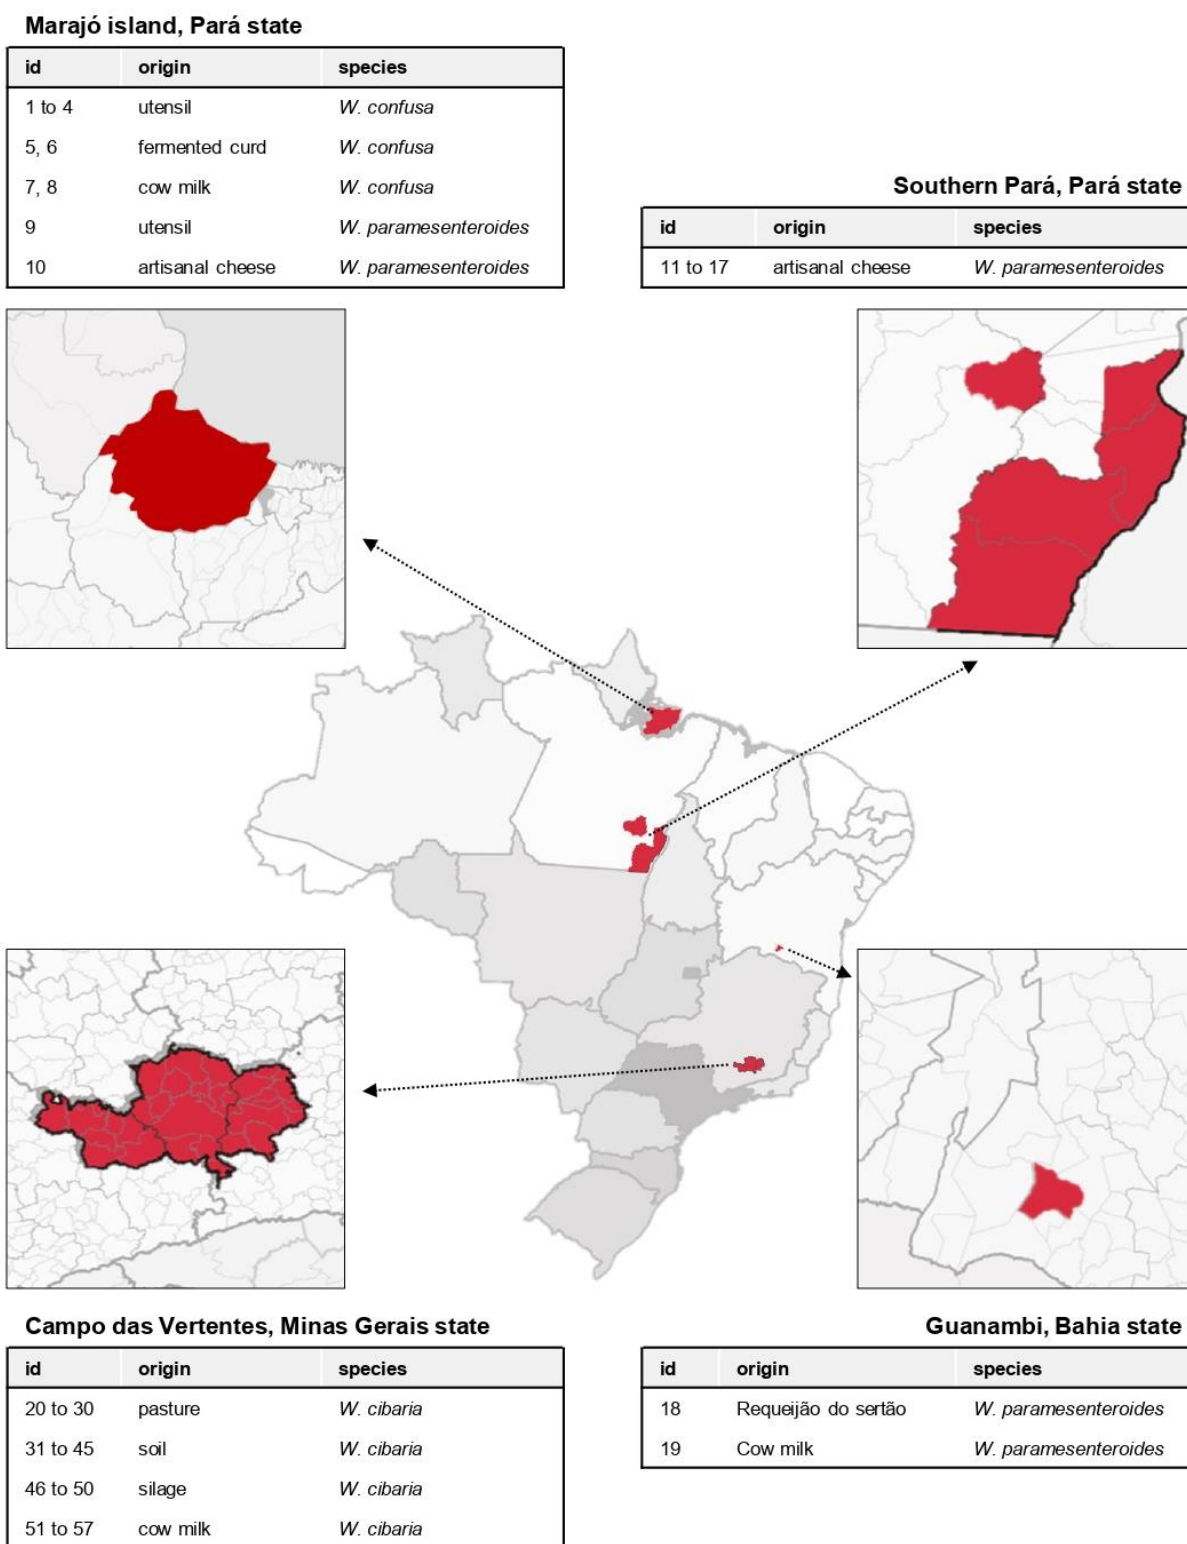 Marajó island, Pará state
id origin species
1 to 4 utensil W. confusa
5, 6 fermented curd W. confusa
7, 8 cow milk W. confusa
9 utensil W. paramesenteroides
10 artisanal cheese W. paramesenteroides
Southern Pará, Pará state
id origin species
11 to 17 artisanal cheese W. paramesenteroides
Campo das Vertentes, Minas Gerais state
id origin species
20 to 30 pasture W. cibaria
31 to 45 soil W. cibaria
46 to 50 silage W. cibaria
51 to 57 cow milk W. cibaria
Guanambi, Bahia state
id origin species
18 Requeijão do sertão W. paramesenteroides
19 Cow milk W. paramesenteroides